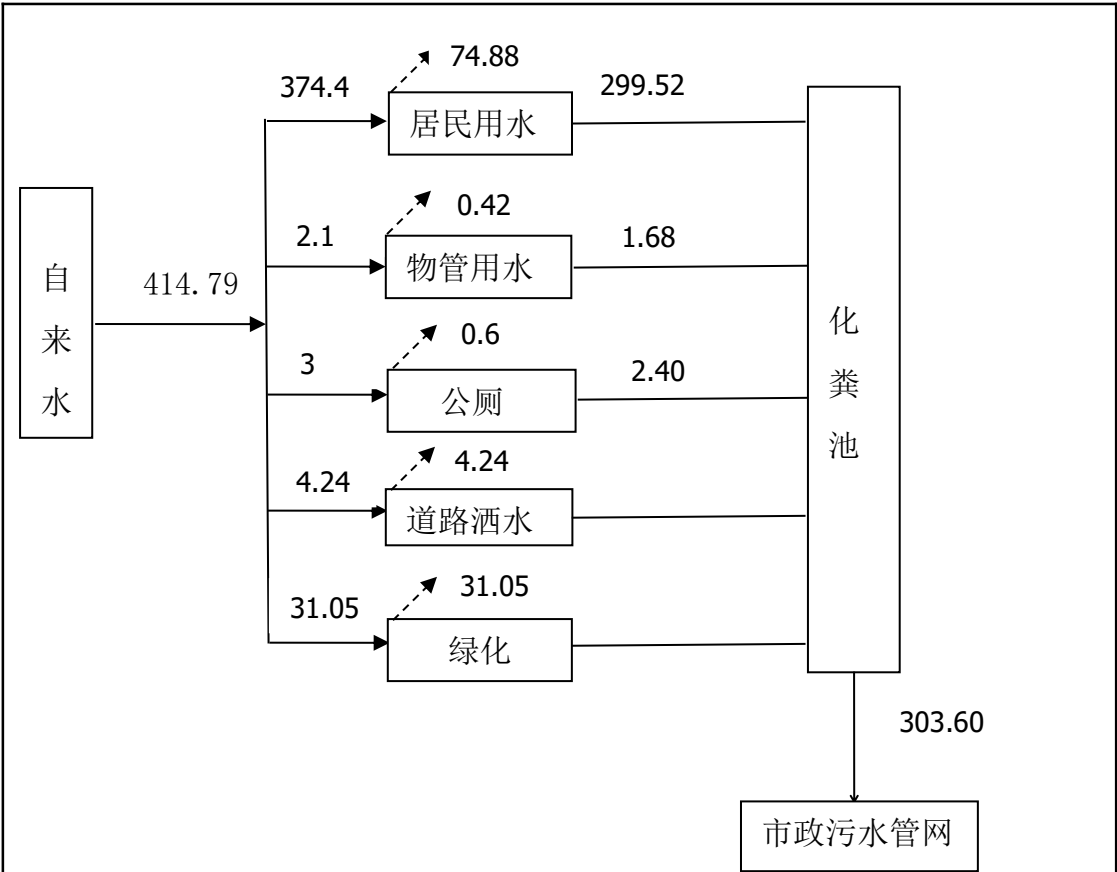 74.88
374.4
299.52
居民用水
0.42
2.1
1.68
物管用水
自来水
414.79
0.6
3
2.40
公厕
化粪池
4.24
4.24
道路洒水
31.05
31.05
绿化
303.60
市政污水管网